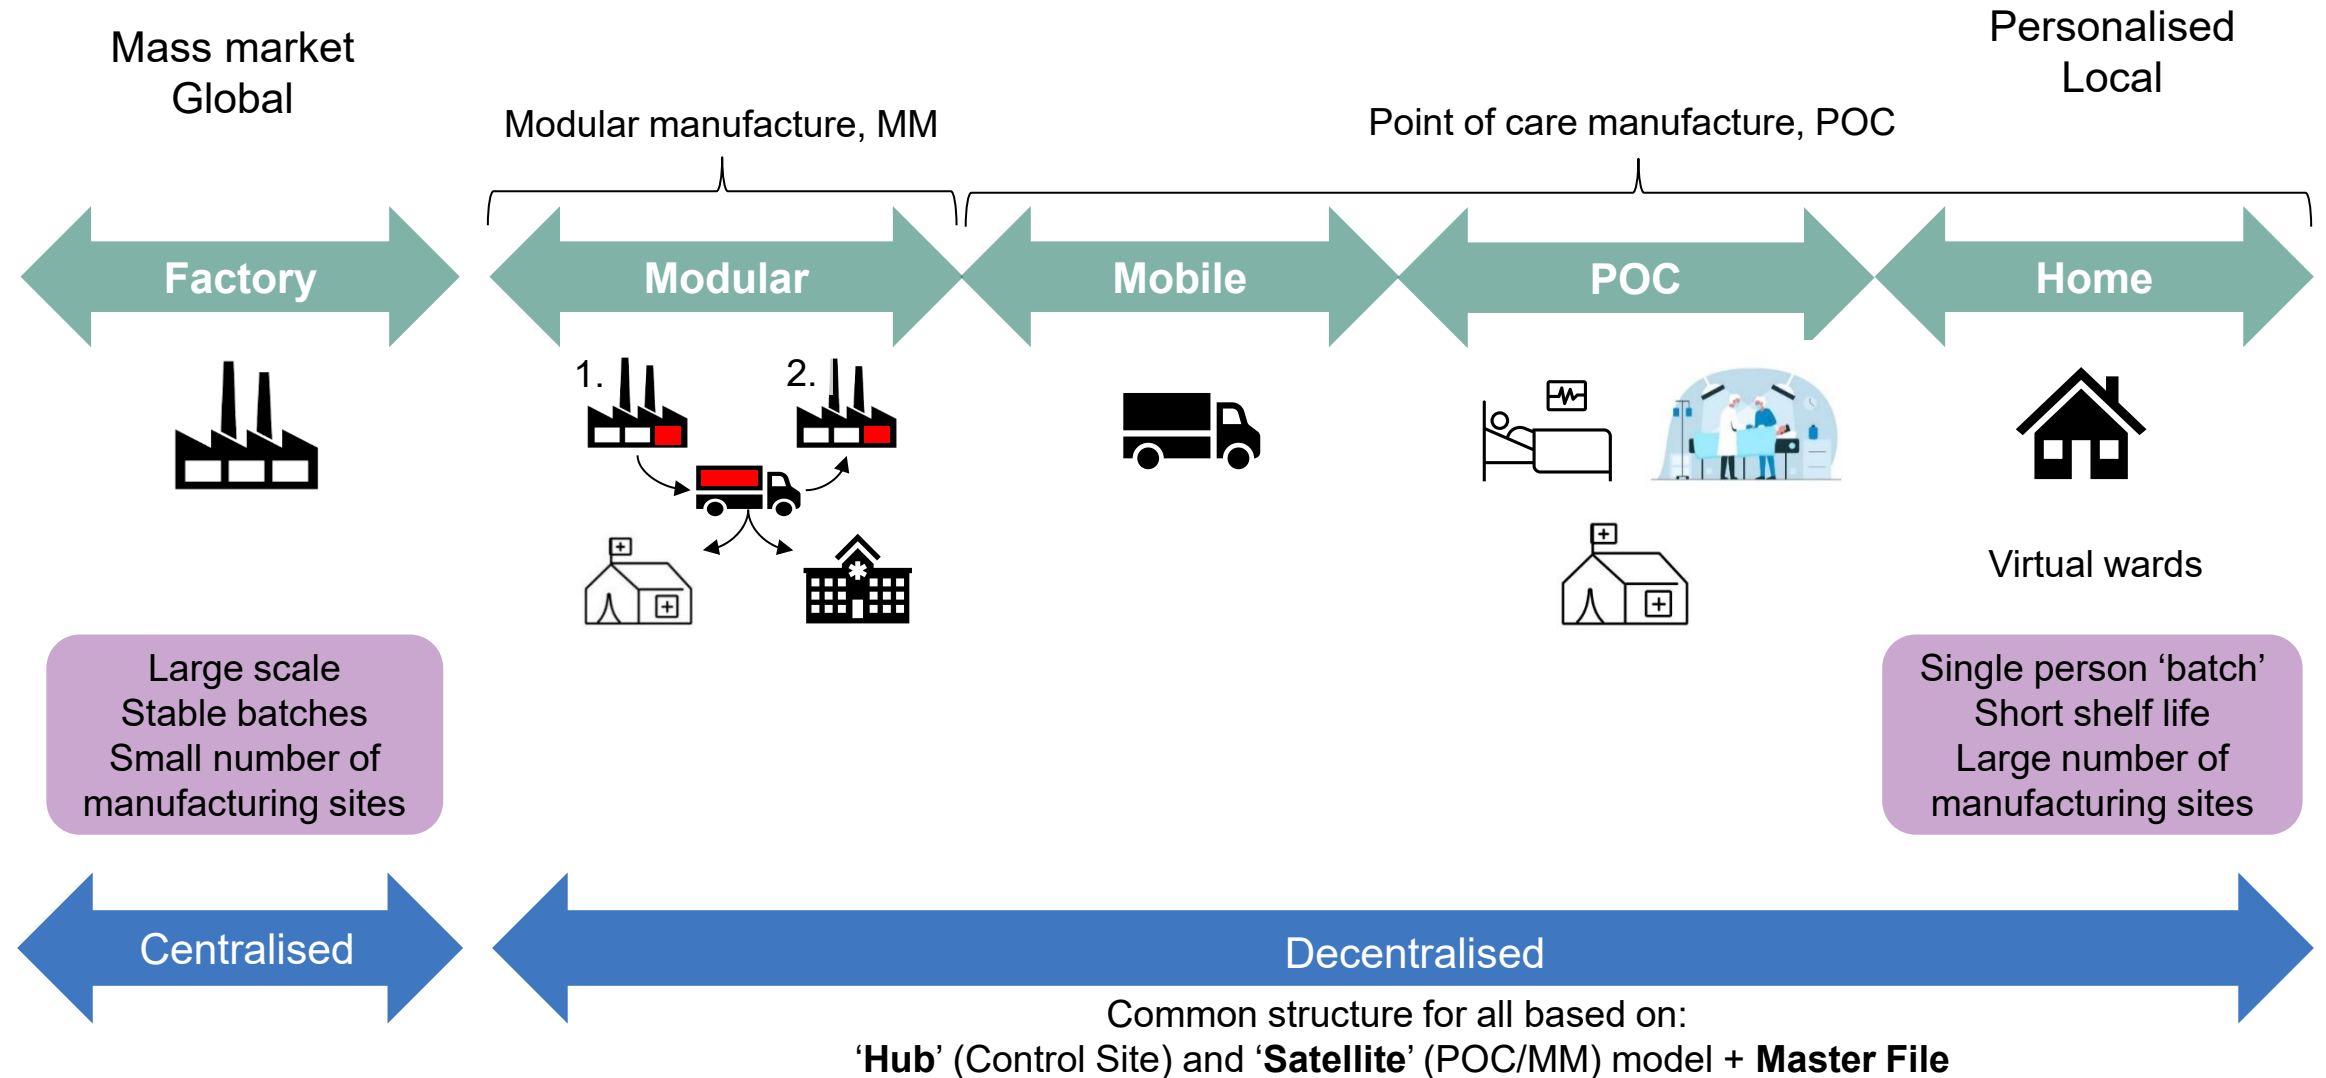 Mass market
Global
Personalised
Local
Modular manufacture, MM
Point of care manufacture, POC
Factory
Modular
Mobile
POC
Home
1.
2.
Virtual wards
Large scale
Stable batches
Small number of
manufacturing sites
Single person ‘batch’
Short shelf life
Large number of
manufacturing sites
Centralised
Decentralised
Common structure for all based on:
‘Hub’ (Control Site) and ‘Satellite’ (POC/MM) model + Master File